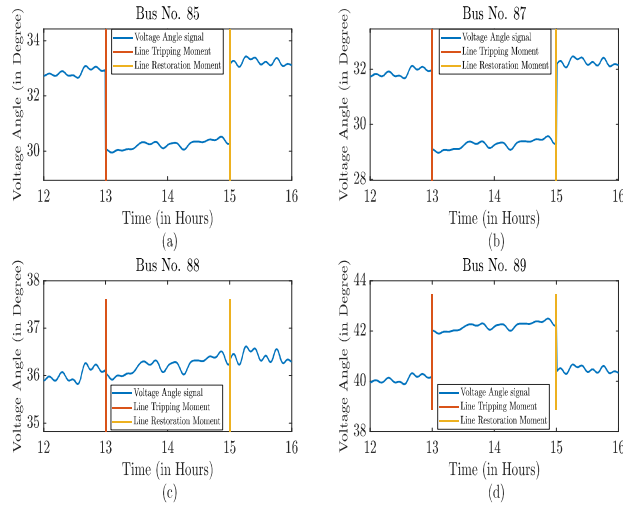 Bus No. 85
Voltage Angle (in Degree)
34
32
30
Voltage Angle signal
Line Tripping Moment
Line Restoration Moment
12 13 14 15 16
Time (in Hours)
(a)
Bus No. 87
Voltage Angle (in Degree)
34
32
30
28
Voltage Angle signal
Line Tripping Moment
Line Restoration Moment
12 13 14 15 16
Time (in Hours)
(b)
Bus No. 88
Voltage Angle (in Degree)
38
37
36
35
Voltage Angle signal
Line Tripping Moment
Line Restoration Moment
12 13 14 15 16
Time (in Hours)
(c)
Bus No. 89
Voltage Angle (in Degree)
44
42
40
38
Voltage Angle signal
Line Tripping Moment
Line Restoration Moment
12 13 14 15 16
Time (in Hours)
(d)